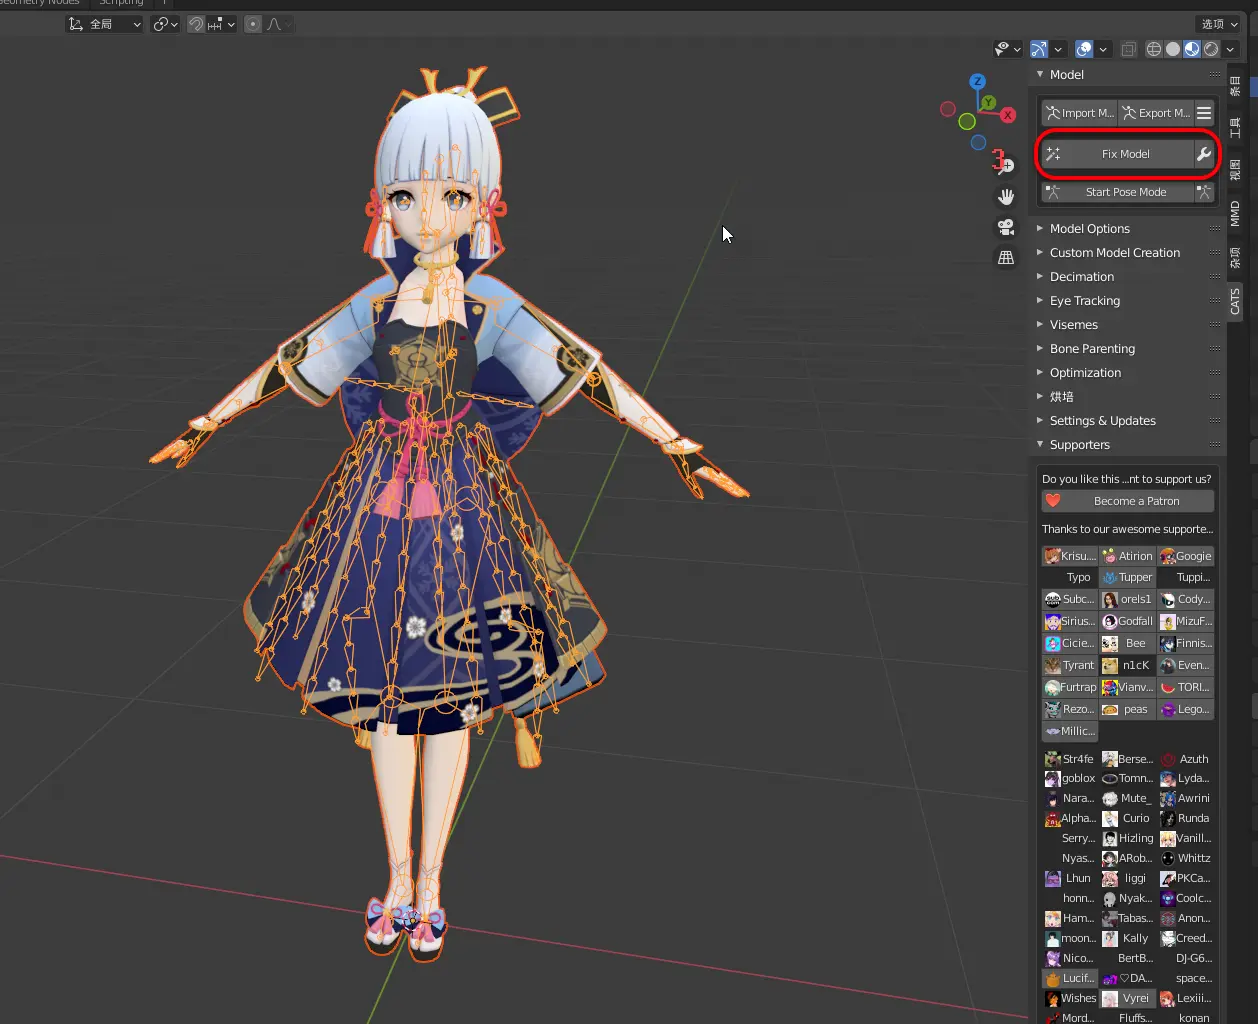 Geometry Nodes Scripting +
全局
选项
Model
条目
Import M... Export M...
工具
Z
Y
X
3
Fix Model
视图
Start Pose Mode
MMD
Model Options
Custom Model Creation
杂项
Decimation
Eye Tracking
CATS
Visemes
Bone Parenting
Optimization
烘培
Settings & Updates
Supporters
Do you like this ...nt to support us?
Become a Patron
Thanks to our awesome supporte...
Krisu... Atirion Googie
Typo Tupper Tuppi...
Subc... orels1 Cody...
Sirius... Godfall MizuF...
Cicie... Bee Finnis...
Tyrant n1cK Even...
Furtrap Vianv... TORI...
Rezo... peas Lego...
Millic...
Str4fe Berse... Azuth
goblox Tomn... Lyda...
Nara... Mute_ Awrini
Alpha... Curio Runda
Serry... Hizling Vanill...
Nyas... ARob... Whittz
Lhun liggi PKCa...
honn... Nyak... Coolc...
Ham... Tabas... Anon...
moon... Kally Creed...
Nico... BertB... DJ-G6...
Lucif... ♡DA... space...
Wishes Vyrei Lexiii...
Mord... Fluffs... konan